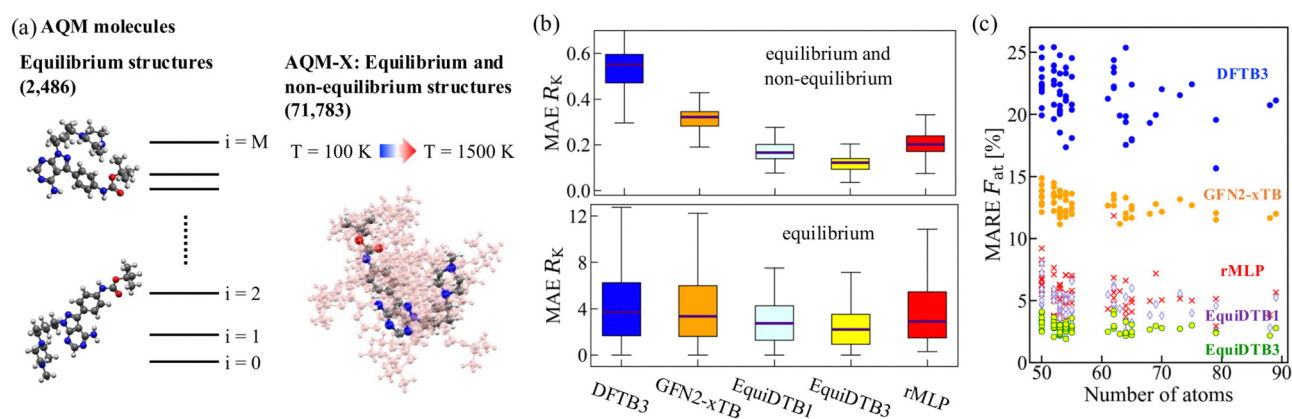 (a) AQM molecules
Equilibrium structures
(2,486)
i = M
i = 2
i = 1
i=0
AQM-X: Equilibrium and
non-equilibrium structures
(71,783)
T = 100 K
T = 1500 K
(b)
MAE R_K
0.6
0.4
0.2
0.0
equilibrium and
non-equilibrium
MAE R_K
12
8
4
0
equilibrium
DFTB3
GFN2-xTB
EquiDTB1
EquiDTB3
rMLP
(c)
MARE F_at [%]
25
20
15
10
5
0
DFTB3
GFN2-xTB
rMLP
EquiDTB1
EquiDTB3
50 60 70 80 90
Number of atoms